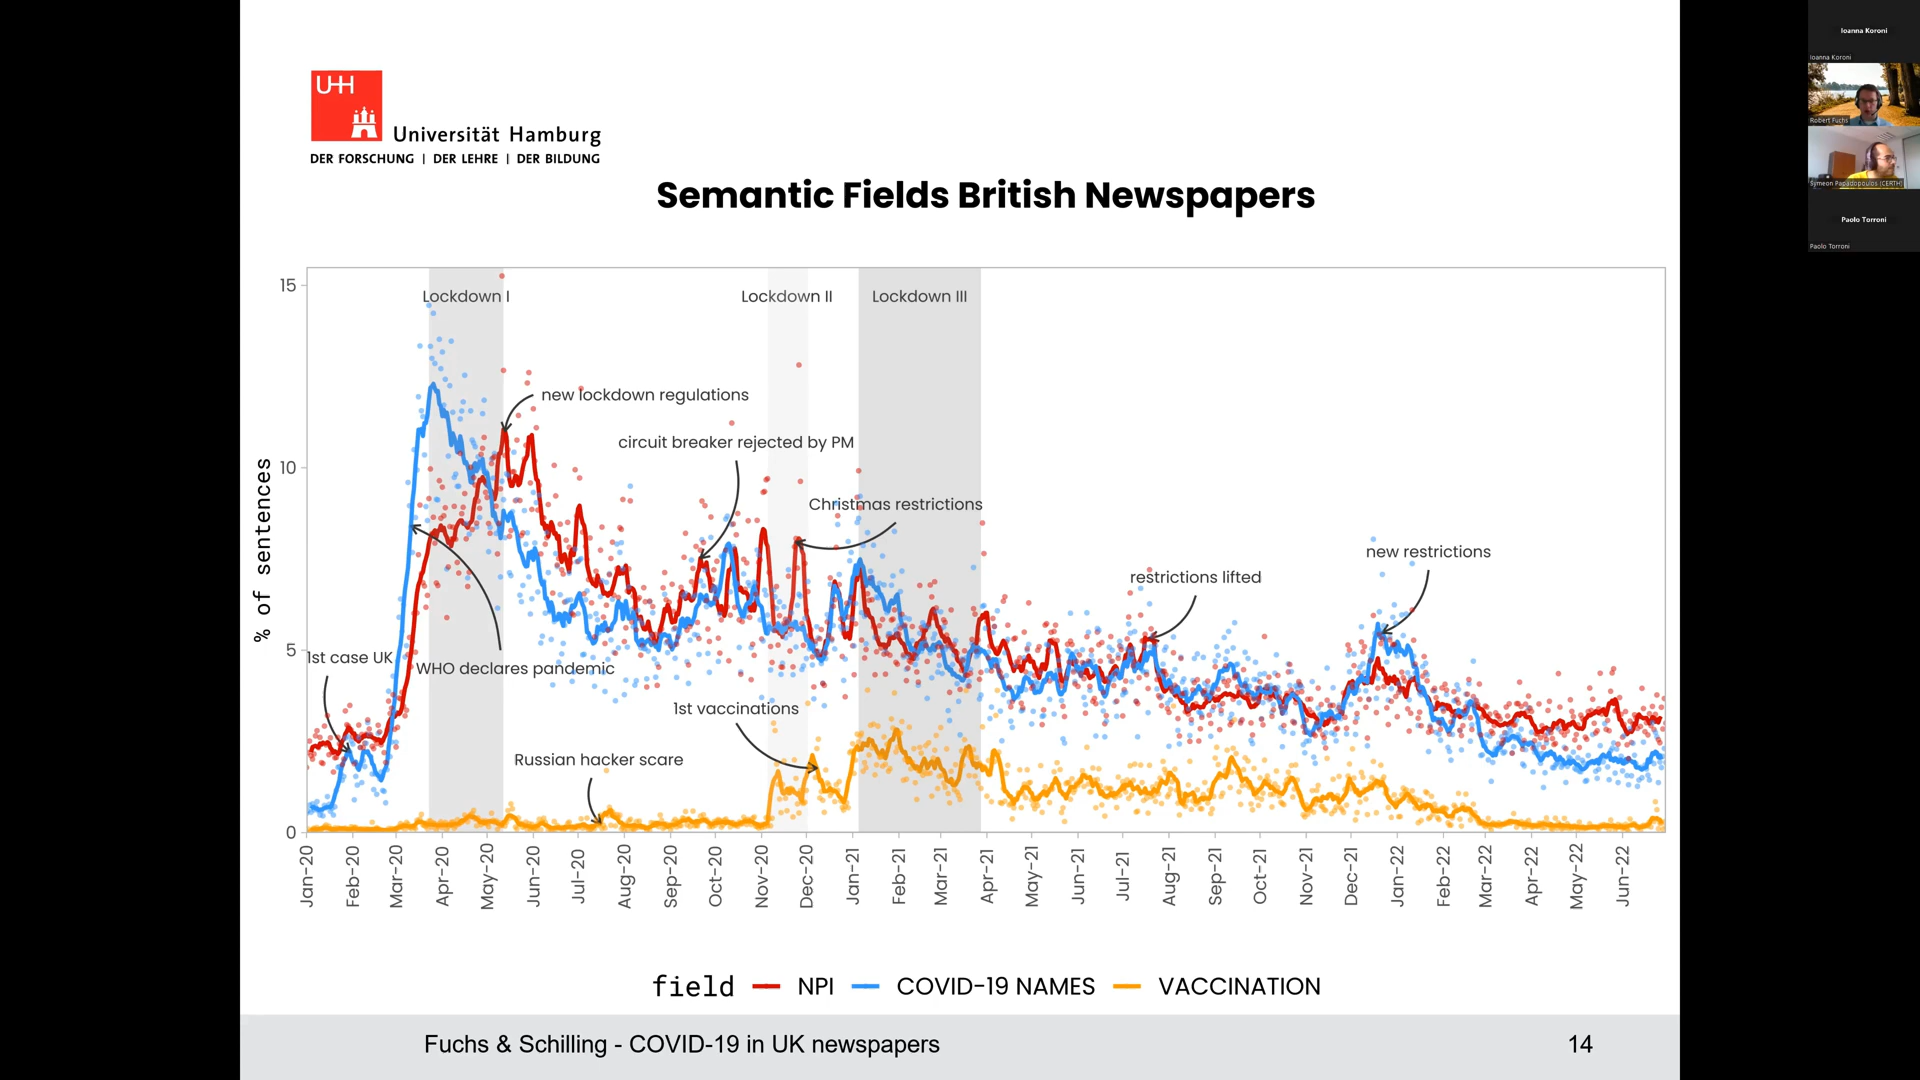 UH
Universität Hamburg
DER FORSCHUNG | DER LEHRE | DER BILDUNG
Semantic Fields British Newspapers
% of sentences
15
10
5
0
Lockdown I
Lockdown II
Lockdown III
new lockdown regulations
circuit breaker rejected by PM
Christmas restrictions
new restrictions
restrictions lifted
1st case UK
WHO declares pandemic
1st vaccinations
Russian hacker scare
Jan-20
Feb-20
Mar-20
Apr-20
May-20
Jun-20
Jul-20
Aug-20
Sep-20
Oct-20
Nov-20
Dec-20
Jan-21
Feb-21
Mar-21
Apr-21
May-21
Jun-21
Jul-21
Aug-21
Sep-21
Oct-21
Nov-21
Dec-21
Jan-22
Feb-22
Mar-22
Apr-22
May-22
Jun-22
field NPI COVID-19 NAMES VACCINATION
Fuchs & Schilling - COVID-19 in UK newspapers
14
Ioanna Koroni
Ioanna Koroni
Robert Fuchs
Symeon Papadopoulos (CERTH)
Paolo Torroni
Paolo Torroni